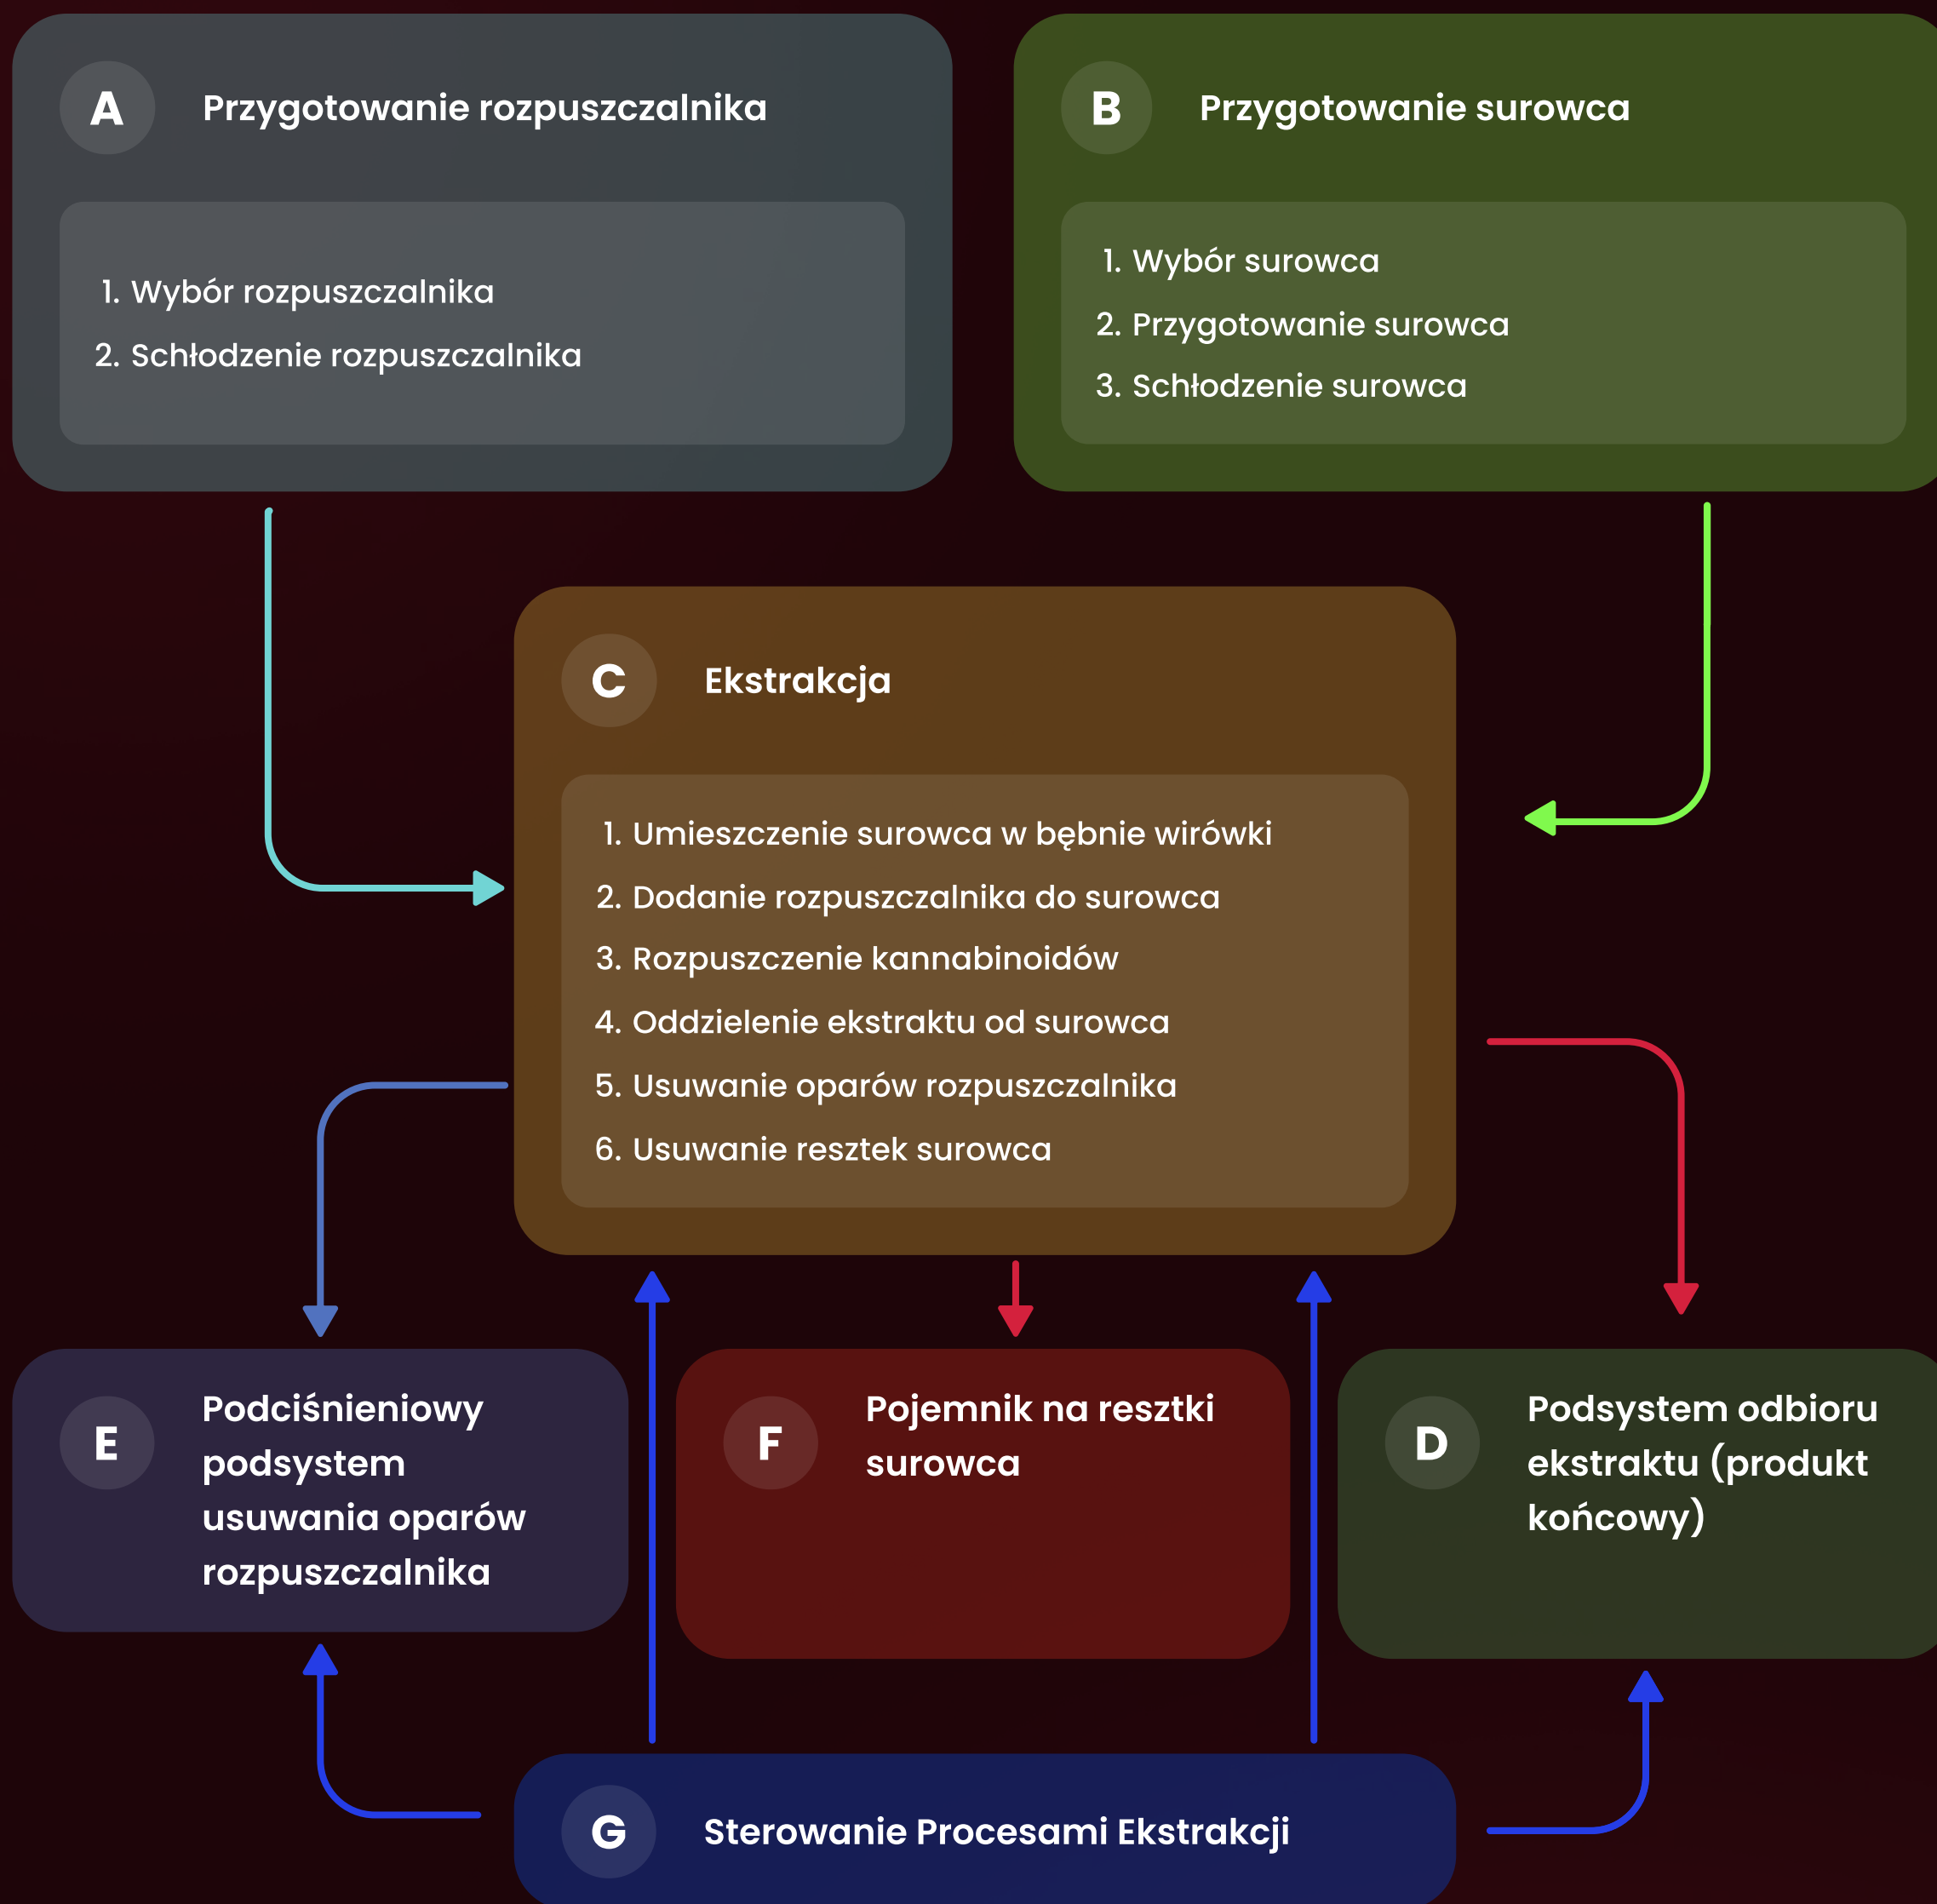 A
Przygotowanie rozpuszczalnika
1. Wybór rozpuszczalnika
2. Schłodzenie rozpuszczalnika
B
Przygotowanie surowca
1. Wybór surowca
2. Przygotowanie surowca
3. Schłodzenie surowca
C
Ekstrakcja
1. Umieszczenie surowca w bębnie wirówki
2. Dodanie rozpuszczalnika do surowca
3. Rozpuszczenie kannabinoidów
4. Oddzielenie ekstraktu od surowca
5. Usuwanie oparów rozpuszczalnika
6. Usuwanie resztek surowca
E
Podciśnieniowy
podsystem
usuwania oparów
rozpuszczalnika
F
Pojemnik na resztki
surowca
D
Podsystem odbioru
ekstraktu (produkt
końcowy)
G
Sterowanie Procesami Ekstrakcji